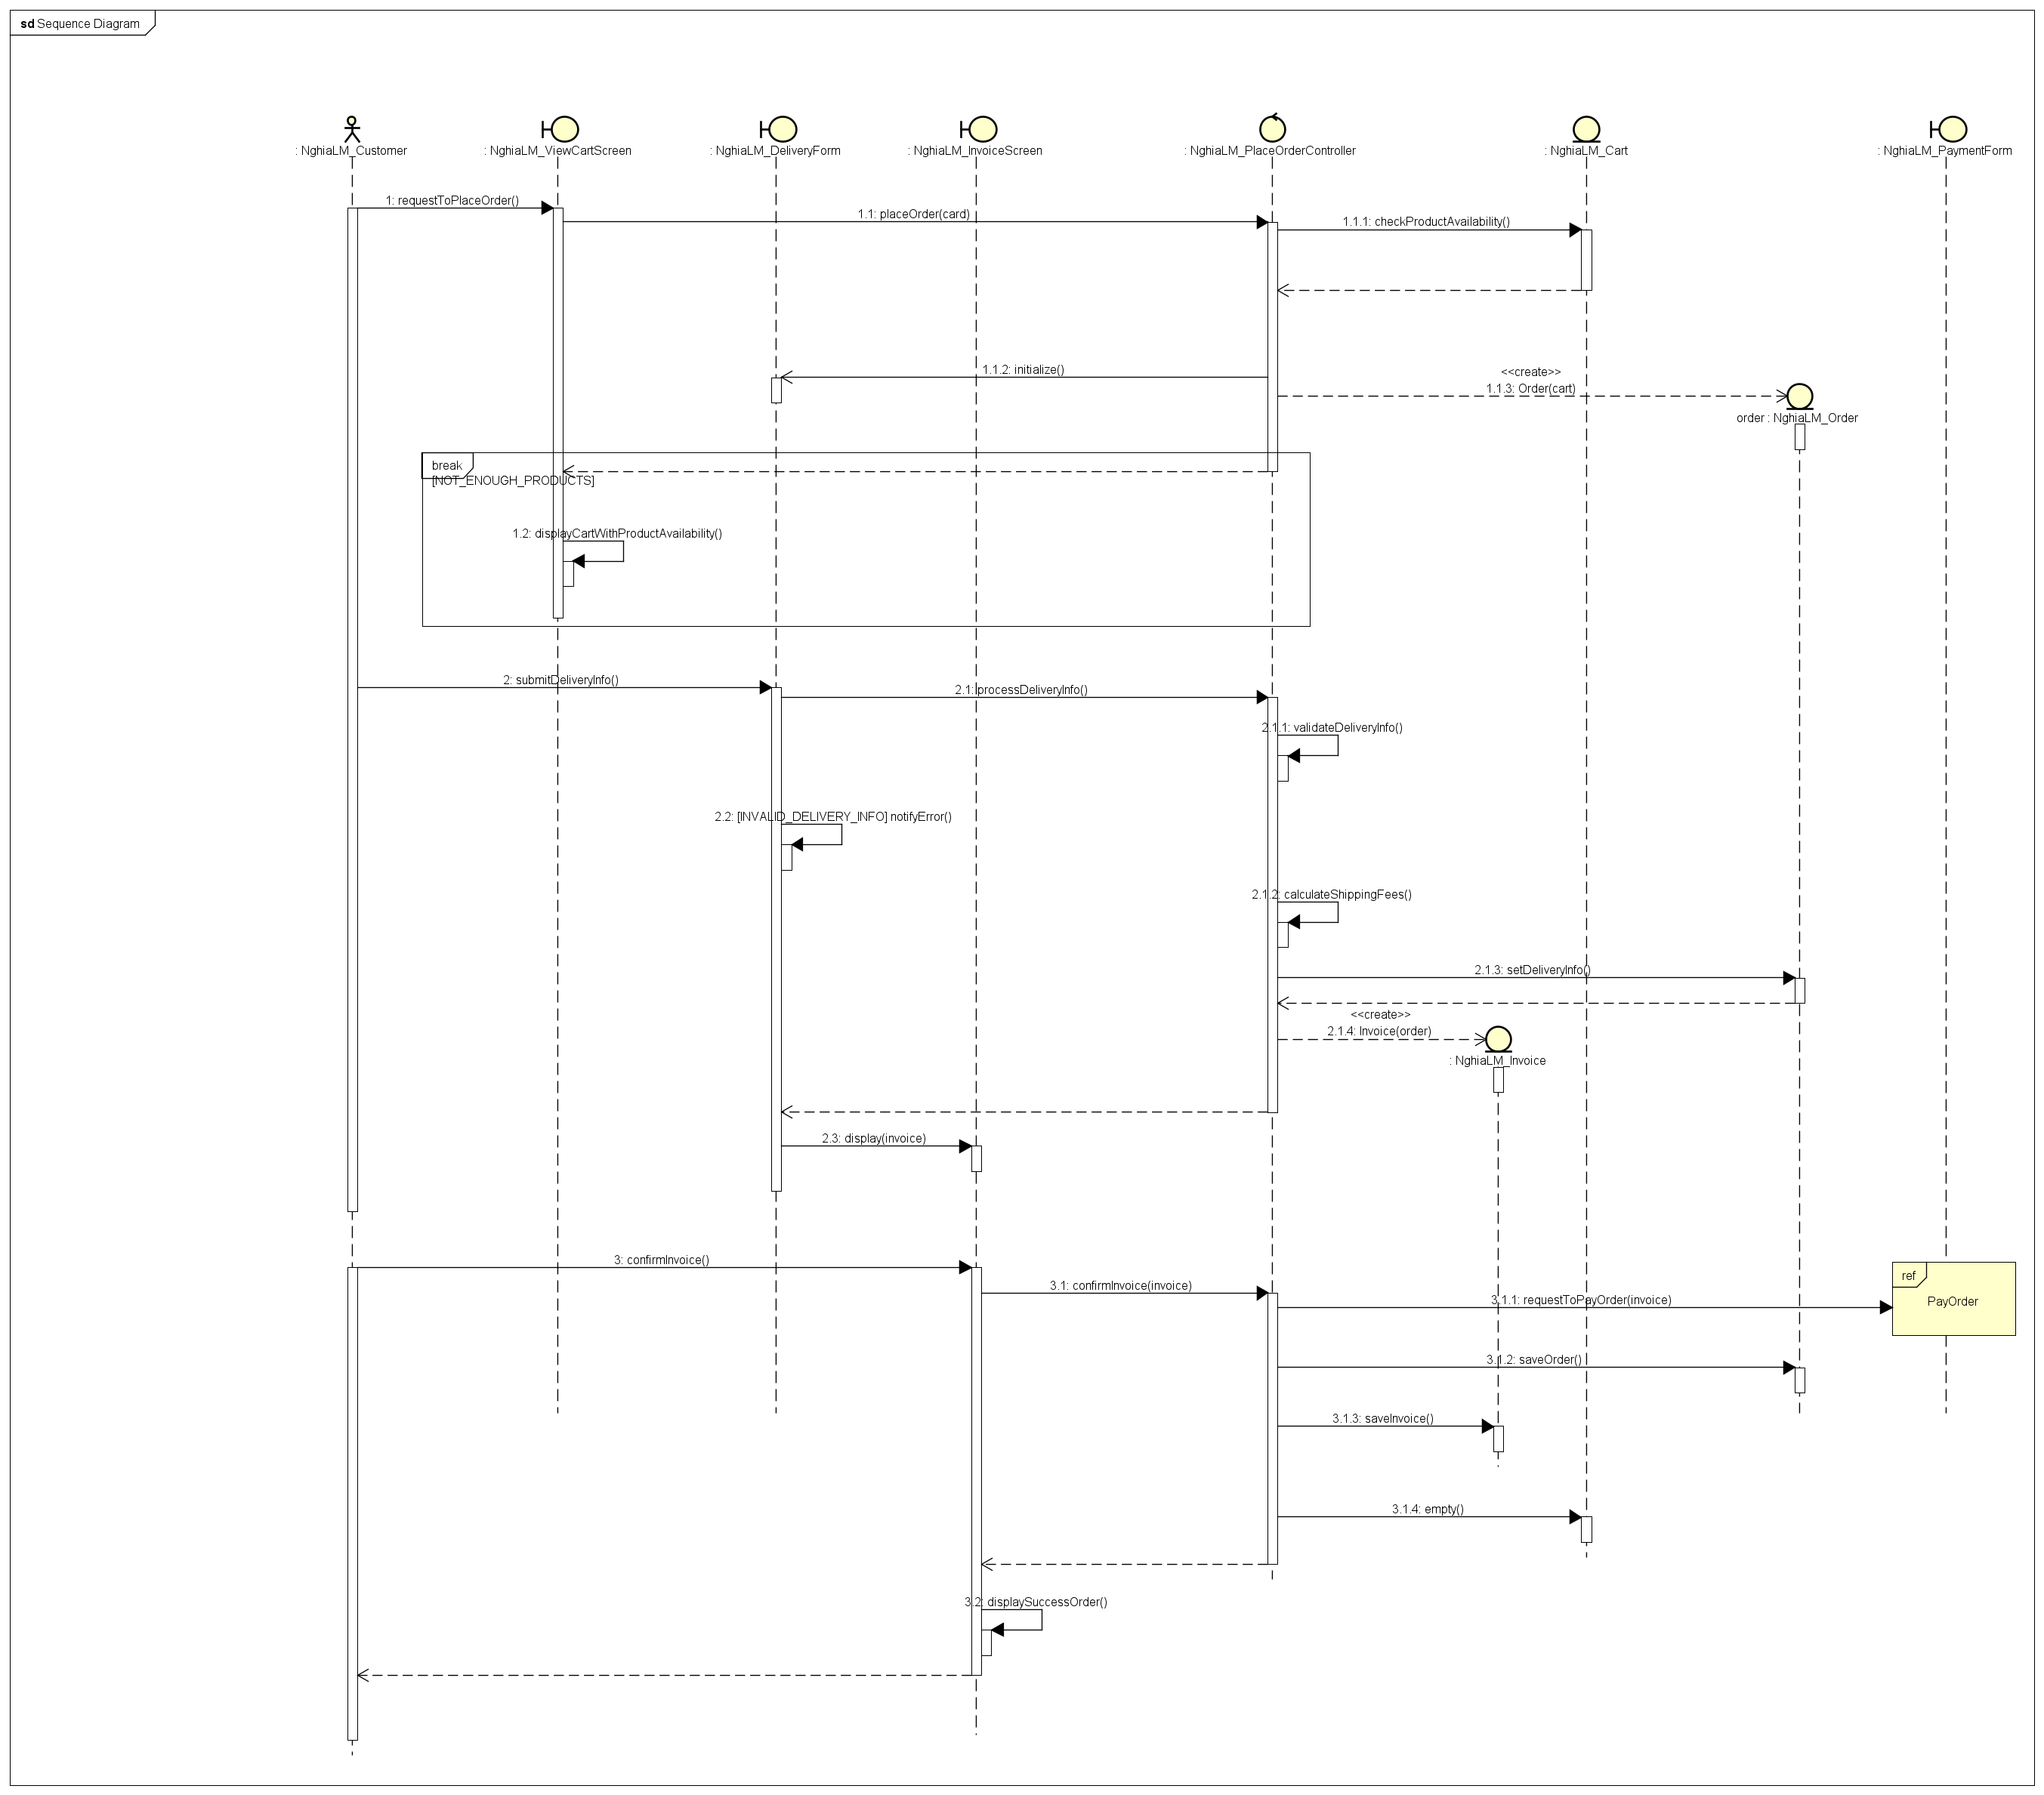 sd Sequence Diagram
: NghiaLM_Customer
: NghiaLM_ViewCartScreen
: NghiaLM_DeliveryForm
: NghiaLM_InvoiceScreen
: NghiaLM_PlaceOrderController
: NghiaLM_Cart
: NghiaLM_PaymentForm
1: requestToPlaceOrder()
1.1: placeOrder(card)
1.1.1: checkProductAvailability()
1.1.2: initialize()
<<create>>
1.1.3: Order(cart)
order : NghiaLM_Order
break
[NOT_ENOUGH_PRODUCTS]
1.2: displayCartWithProductAvailability()
2: submitDeliveryInfo()
2.1: processDeliveryInfo()
2.1.1: validateDeliveryInfo()
2.2: [INVALID_DELIVERY_INFO] notifyError()
2.1.2: calculateShippingFees()
2.1.3: setDeliveryInfo()
<<create>>
2.1.4: Invoice(order)
: NghiaLM_Invoice
2.3: display(invoice)
3: confirmInvoice()
3.1: confirmInvoice(invoice)
ref
PayOrder
3.1.1: requestToPayOrder(invoice)
3.1.2: saveOrder()
3.1.3: saveInvoice()
3.1.4: empty()
3.2: displaySuccessOrder()